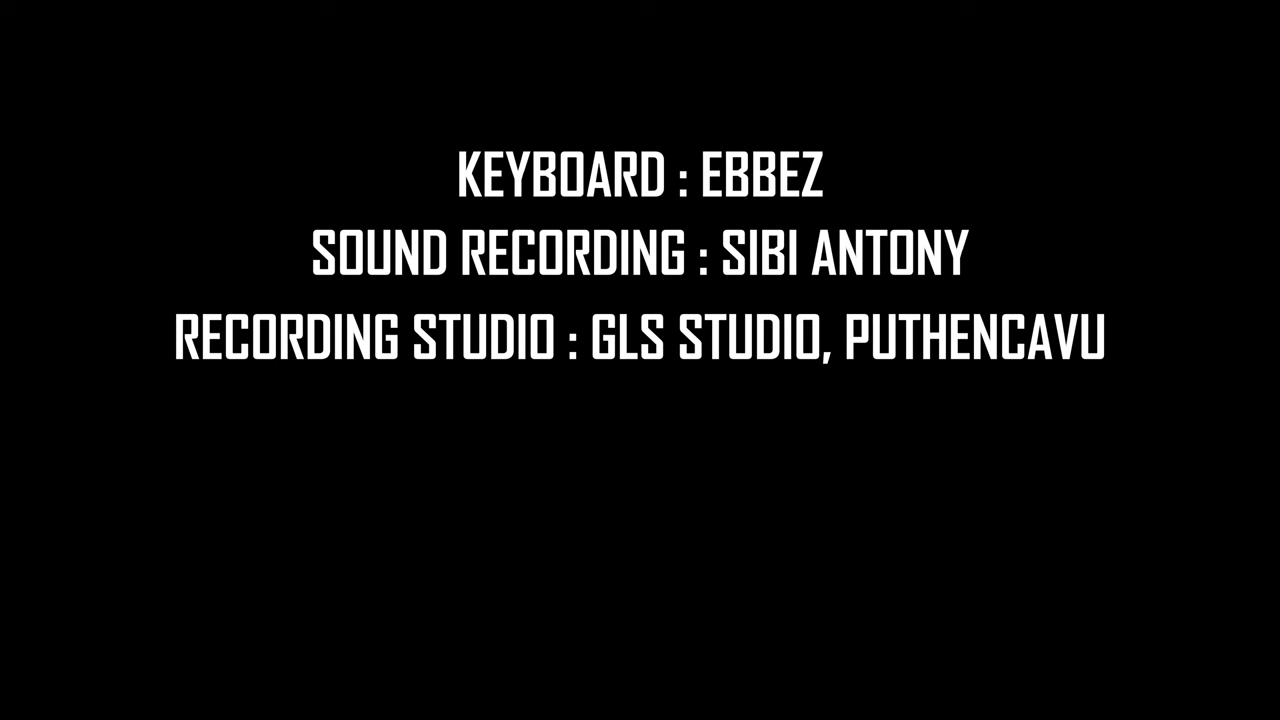 KEYBOARD : EBBEZ
SOUND RECORDING : SIBI ANTONY
RECORDING STUDIO : GLS STUDIO, PUTHENCAVU